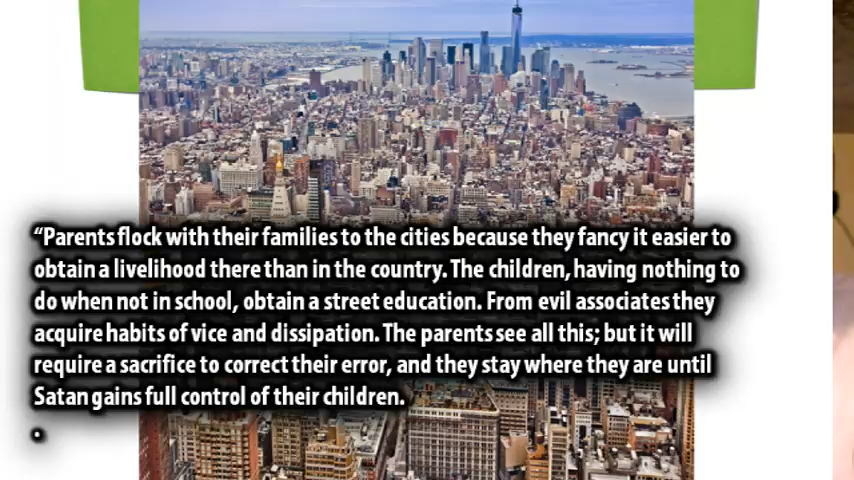 “Parents flock with their families to the cities because they fancy it easier to
obtain a livelihood there than in the country. The children, having nothing to
do when not in school, obtain a street education. From evil associates they
acquire habits of vice and dissipation. The parents see all this; but it will
require a sacrifice to correct their error, and they stay where they are until
Satan gains full control of their children.
•